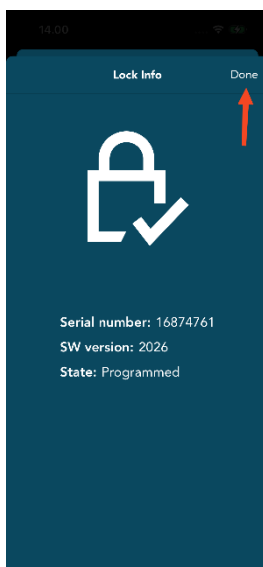 14.00
Lock Info
Done
Serial number: 16874761
SW version: 2026
State: Programmed